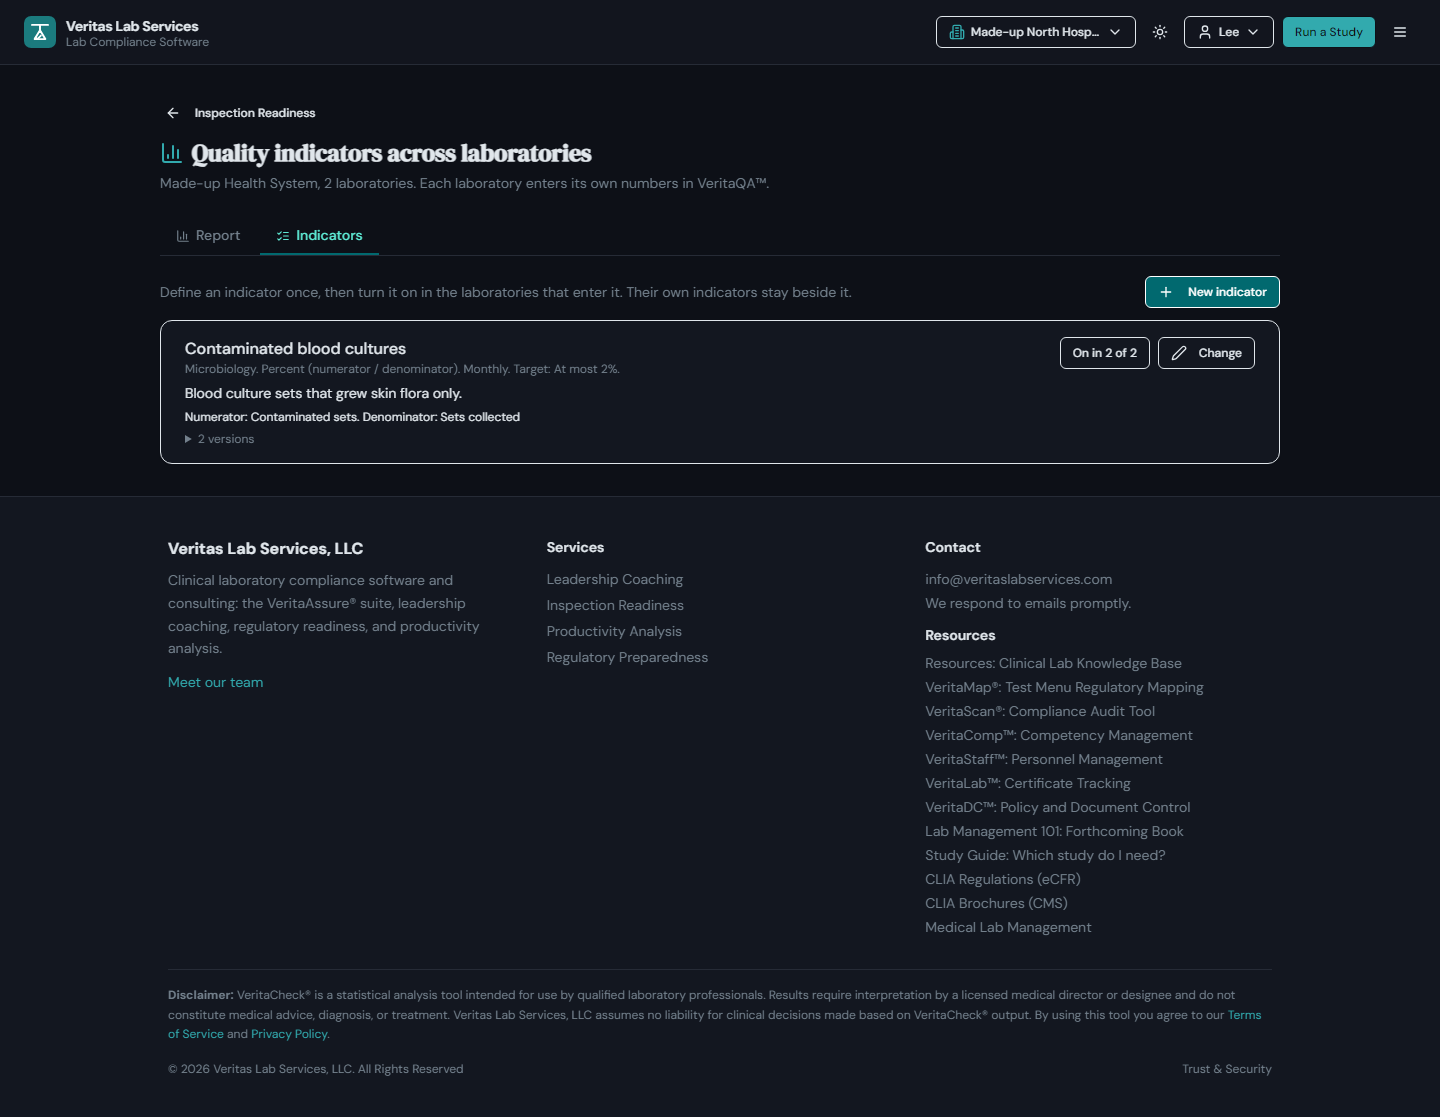 Veritas Lab Services
Lab Compliance Software
Made-up North Hosp...
Lee
Run a Study
Inspection Readiness
Quality indicators across laboratories
Made-up Health System, 2 laboratories. Each laboratory enters its own numbers in VeritaQA™.
Report
Indicators
Define an indicator once, then turn it on in the laboratories that enter it. Their own indicators stay beside it.
New indicator
Contaminated blood cultures
On in 2 of 2
Change
Microbiology. Percent (numerator / denominator). Monthly. Target: At most 2%.
Blood culture sets that grew skin flora only.
Numerator: Contaminated sets. Denominator: Sets collected
2 versions
Veritas Lab Services, LLC
Clinical laboratory compliance software and
consulting: the VeritaAssure® suite, leadership
coaching, regulatory readiness, and productivity
analysis.
Meet our team
Services
Leadership Coaching
Inspection Readiness
Productivity Analysis
Regulatory Preparedness
Contact
info@veritaslabservices.com
We respond to emails promptly.
Resources
Resources: Clinical Lab Knowledge Base
VeritaMap®: Test Menu Regulatory Mapping
VeritaScan®: Compliance Audit Tool
VeritaComp™: Competency Management
VeritaStaff™: Personnel Management
VeritaLab™: Certificate Tracking
VeritaDC™: Policy and Document Control
Lab Management 101: Forthcoming Book
Study Guide: Which study do I need?
CLIA Regulations (eCFR)
CLIA Brochures (CMS)
Medical Lab Management
Disclaimer: VeritaCheck® is a statistical analysis tool intended for use by qualified laboratory professionals. Results require interpretation by a licensed medical director or designee and do not
constitute medical advice, diagnosis, or treatment. Veritas Lab Services, LLC assumes no liability for clinical decisions made based on VeritaCheck® output. By using this tool you agree to our Terms
of Service and Privacy Policy.
© 2026 Veritas Lab Services, LLC. All Rights Reserved
Trust & Security